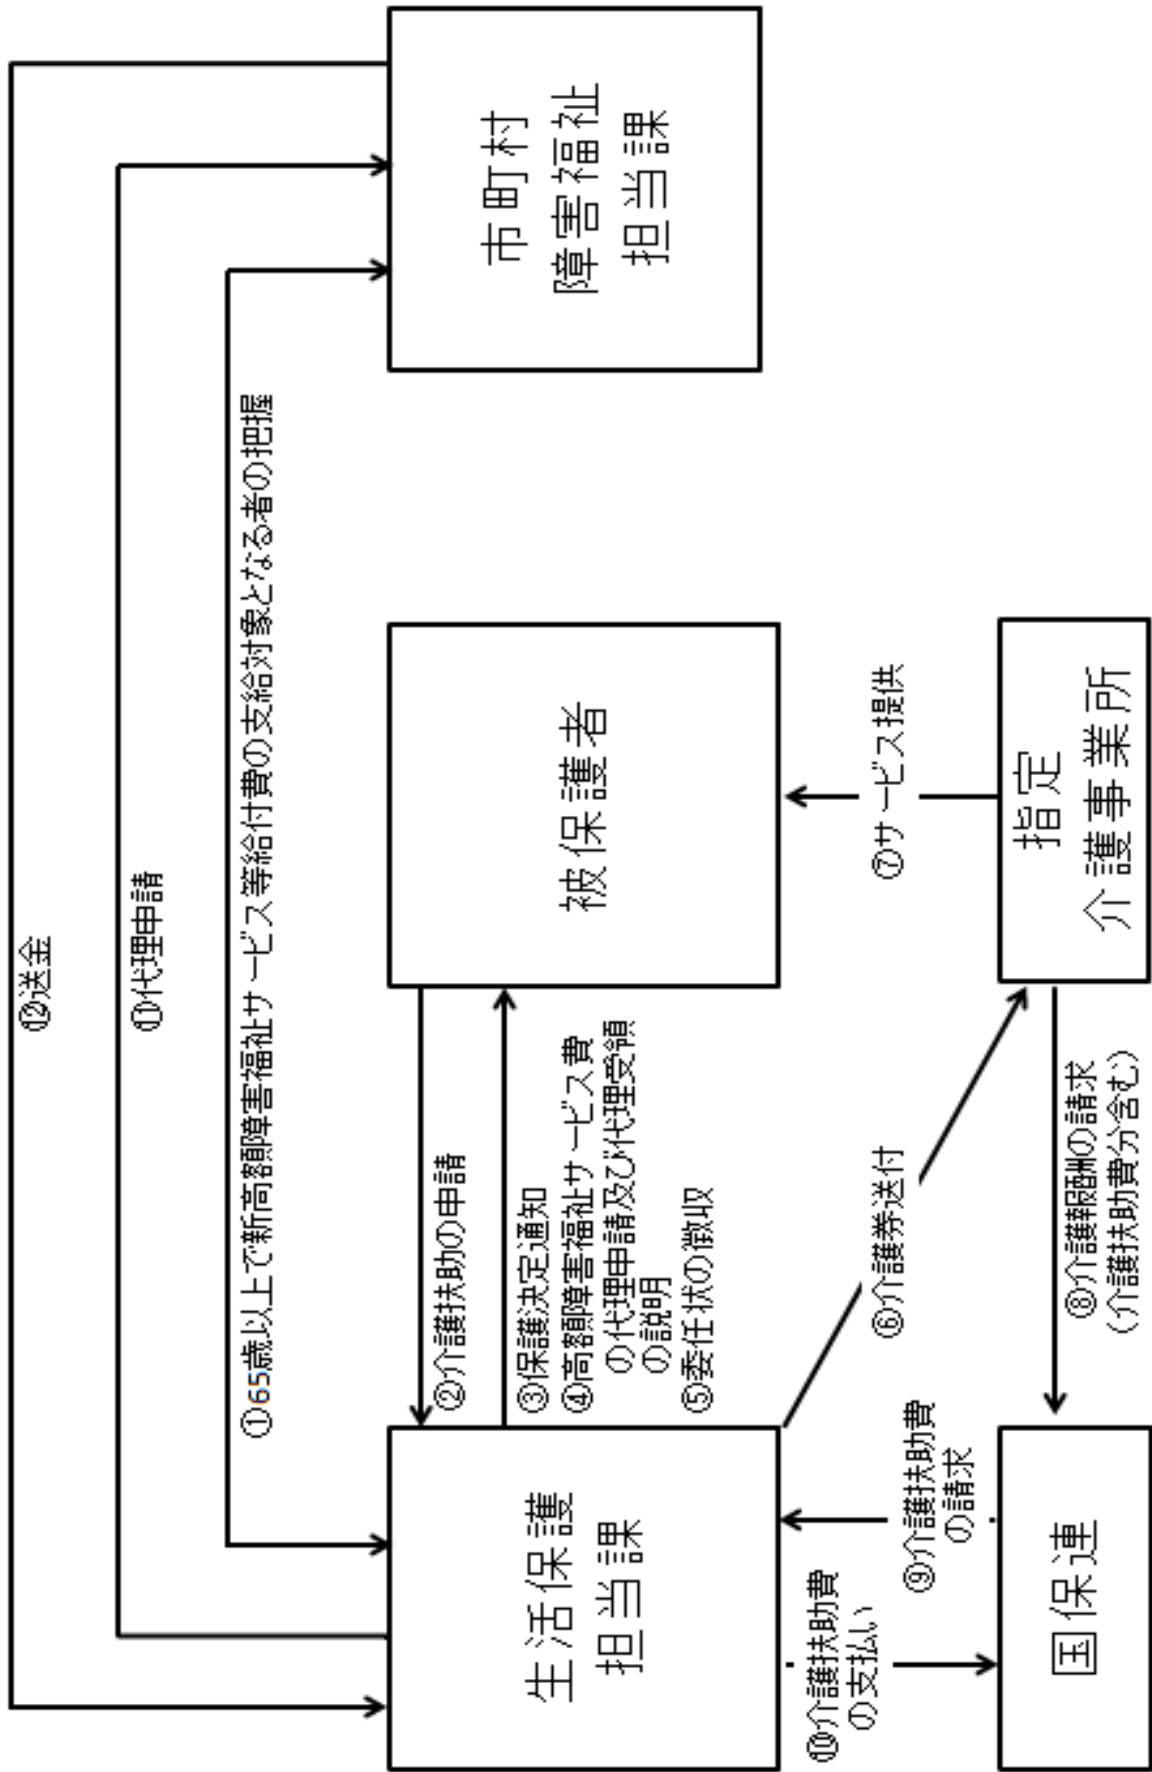 ⑫送金
⑪代理申請
①65歳以上で新高額障害福祉サービス等給付費の支給対象となる者の把握
生活保護
担当課
②介護扶助の申請
③保護決定通知
④高額障害福祉サービス費
の代理申請及び代理受領
の説明
⑤委任状の徴収
被保護者
市町村
障害福祉
担当課
⑩介護扶助費
の支払い
⑨介護扶助費
の請求
⑥介護券送付
⑦サービス提供
国保連
⑧介護報酬の請求
(介護扶助費分含む)
指定
介護事業所